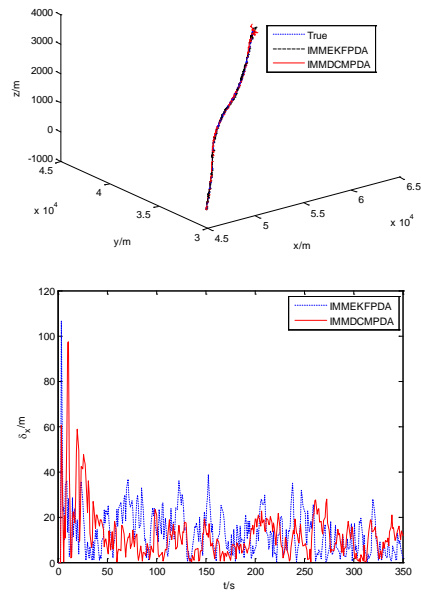 4000
3000
2000
1000
0
-1000
z/m
4.5
4
3.5
3
x 10^4
y/m
4.5
5
5.5
6
6.5
x 10^4
x/m
True
IMMEKFPDA
IMMDCMPDA
120
100
80
60
40
20
0
δx/m
0
50
100
150
200
250
300
350
t/s
IMMEKFPDA
IMMDCMPDA